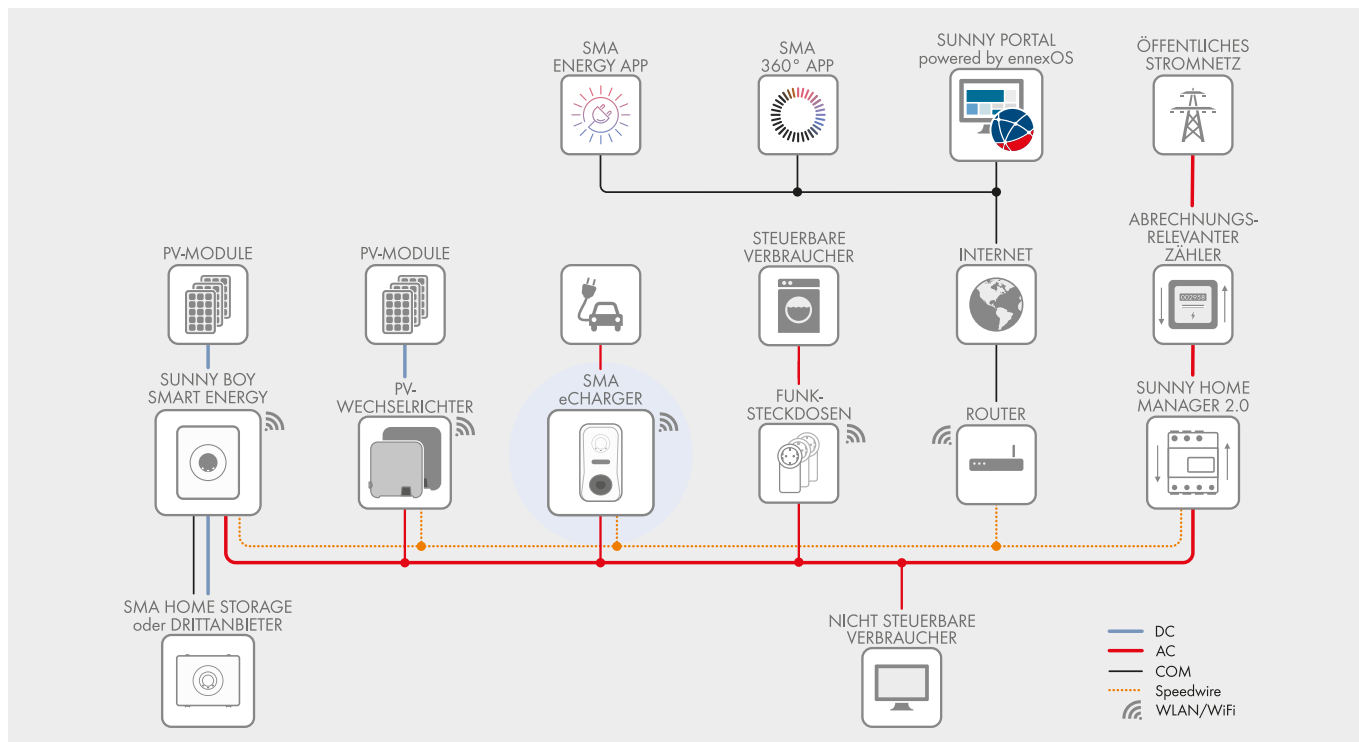 SMA
ENERGY APP
SMA
360° APP
SUNNY PORTAL
powered by ennexOS
ÖFFENTLICHES
STROMNETZ
PV-MODULE
PV-MODULE
STEUERBARE
VERBRAUCHER
INTERNET
ABRECHNUNGS-
RELEVANTER
ZÄHLER
002958
SUNNY BOY
SMART ENERGY
PV-
WECHSELRICHTER
SMA
eCHARGER
FUNK-
STECKDOSEN
ROUTER
SUNNY HOME
MANAGER 2.0
SMA HOME STORAGE
oder DRITTANBIETER
NICHT STEUERBARE
VERBRAUCHER
DC
AC
COM
Speedwire
WLAN/WiFi